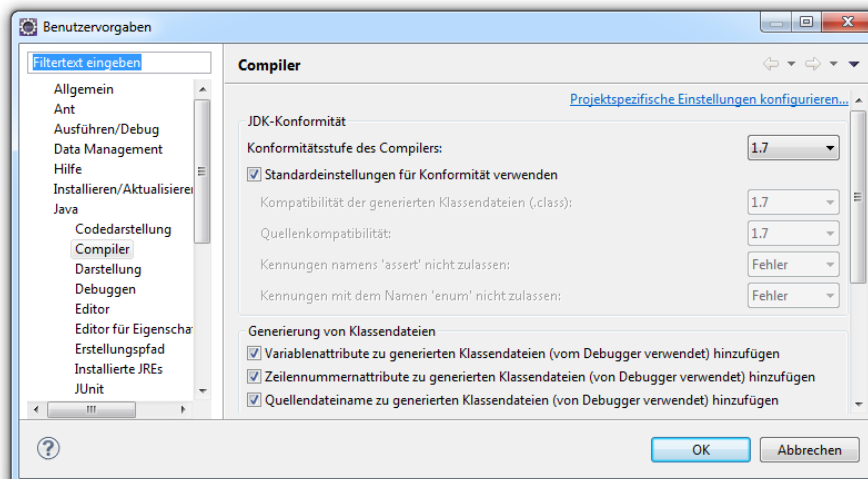 Benutzervorgaben
Filtertext eingeben
Allgemein
Ant
Ausführen/Debug
Data Management
Hilfe
Installieren/Aktualisieren
Java
Codedarstellung
Compiler
Darstellung
Debuggen
Editor
Editor für Eigenscha
Erstellungspfad
Installierte JREs
JUnit
Compiler
Projektspezifische Einstellungen konfigurieren...
JDK-Konformität
Konformitätsstufe des Compilers: 1.7
Standardeinstellungen für Konformität verwenden
Kompatibilität der generierten Klassendateien (.class): 1.7
Quellenkompatibilität: 1.7
Kennungen namens 'assert' nicht zulassen: Fehler
Kennungen mit dem Namen 'enum' nicht zulassen: Fehler
Generierung von Klassendateien
Variablenattribute zu generierten Klassendateien (vom Debugger verwendet) hinzufügen
Zeilennummernattribute zu generierten Klassendateien (von Debugger verwendet) hinzufügen
Quellendateiname zu generierten Klassendateien (von Debugger verwendet) hinzufügen
OK
Abbrechen